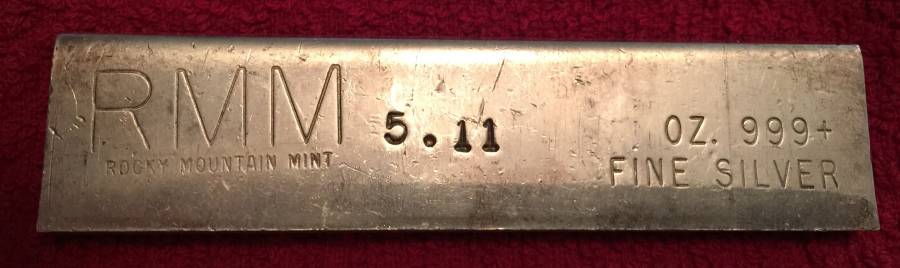 RMM
ROCKY MOUNTAIN MINT
5.11
OZ. 999+
FINE SILVER